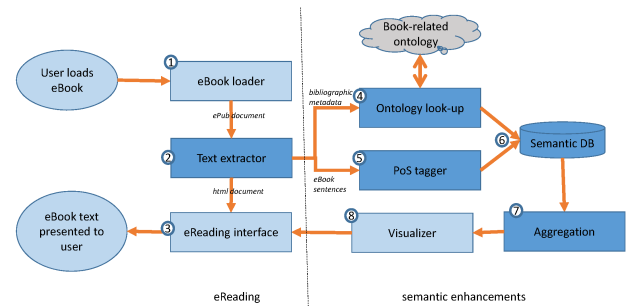 Book-related
ontology
1
User loads
eBook
eBook loader
bibliographic
metadata
4
Ontology look-up
ePub document
2
Text extractor
5
PoS tagger
6
Semantic DB
eBook
sentences
html document
eBook text
presented to
user
3
eReading interface
8
Visualizer
7
Aggregation
eReading
semantic enhancements